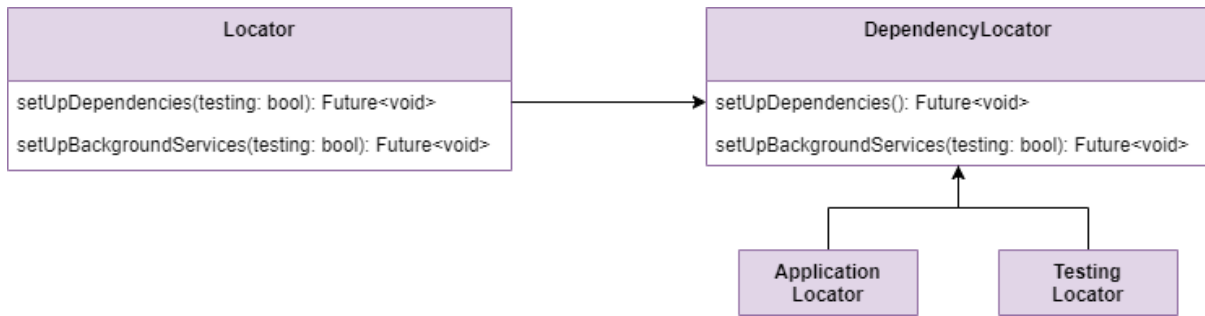 Locator
setUpDependencies(testing: bool): Future<void>
setUpBackgroundServices(testing: bool): Future<void>
DependencyLocator
setUpDependencies(): Future<void>
setUpBackgroundServices(testing: bool): Future<void>
Application
Locator
Testing
Locator